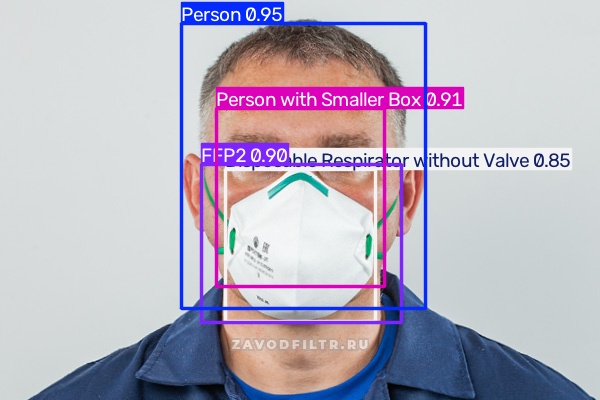 Person 0.95
Person with Smaller Box 0.91
FFP2 0.90
Disposable Respirator without Valve 0.85
ZAVODFILTR.RU